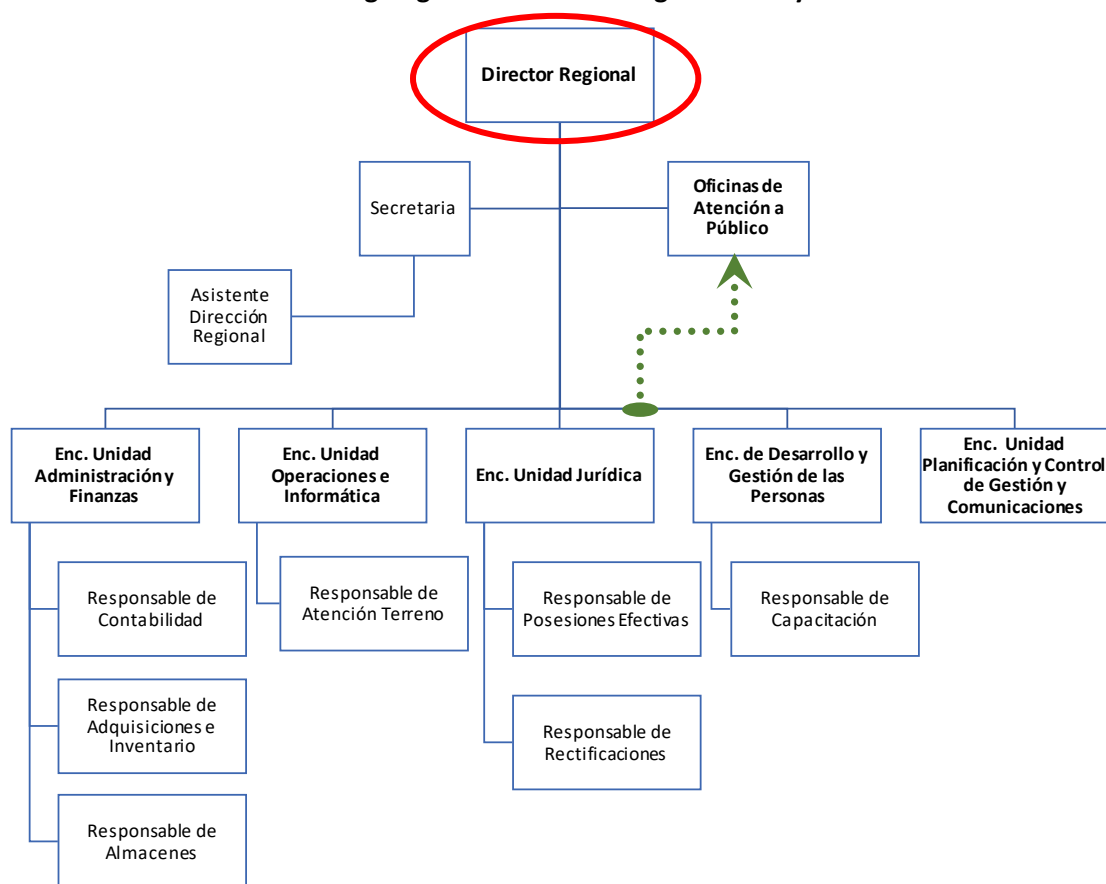 Director Regional
Secretaria
Oficinas de
Atención a
Público
Asistente
Dirección
Regional
Enc. Unidad
Administración y
Finanzas
Enc. Unidad
Operaciones e
Informática
Enc. Unidad Jurídica
Enc. de Desarrollo y
Gestión de las
Personas
Enc. Unidad
Planificación y Control
de Gestión y
Comunicaciones
Responsable de
Contabilidad
Responsable de
Atención Terreno
Responsable de
Posesiones Efectivas
Responsable de
Capacitación
Responsable de
Adquisiciones e
Inventario
Responsable de
Rectificaciones
Responsable de
Almacenes